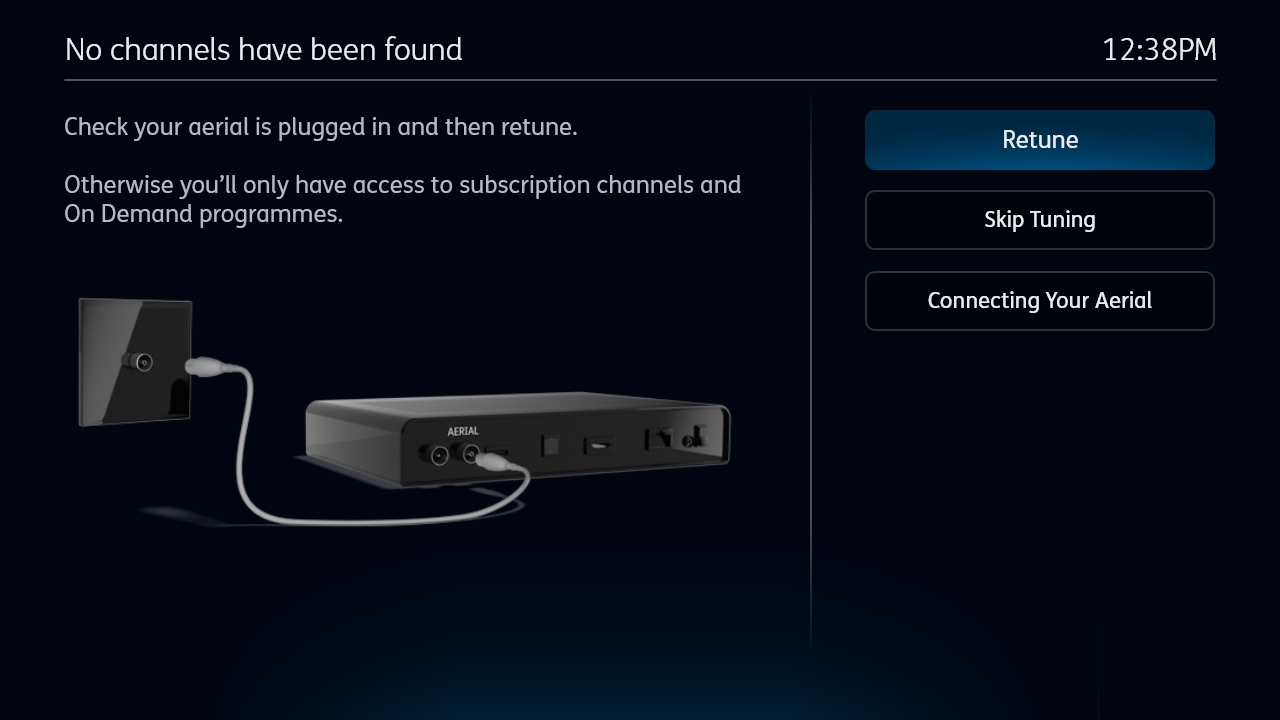 No channels have been found
12:38PM
Check your aerial is plugged in and then retune.
Otherwise you’ll only have access to subscription channels and
On Demand programmes.
AERIAL
Retune
Skip Tuning
Connecting Your Aerial